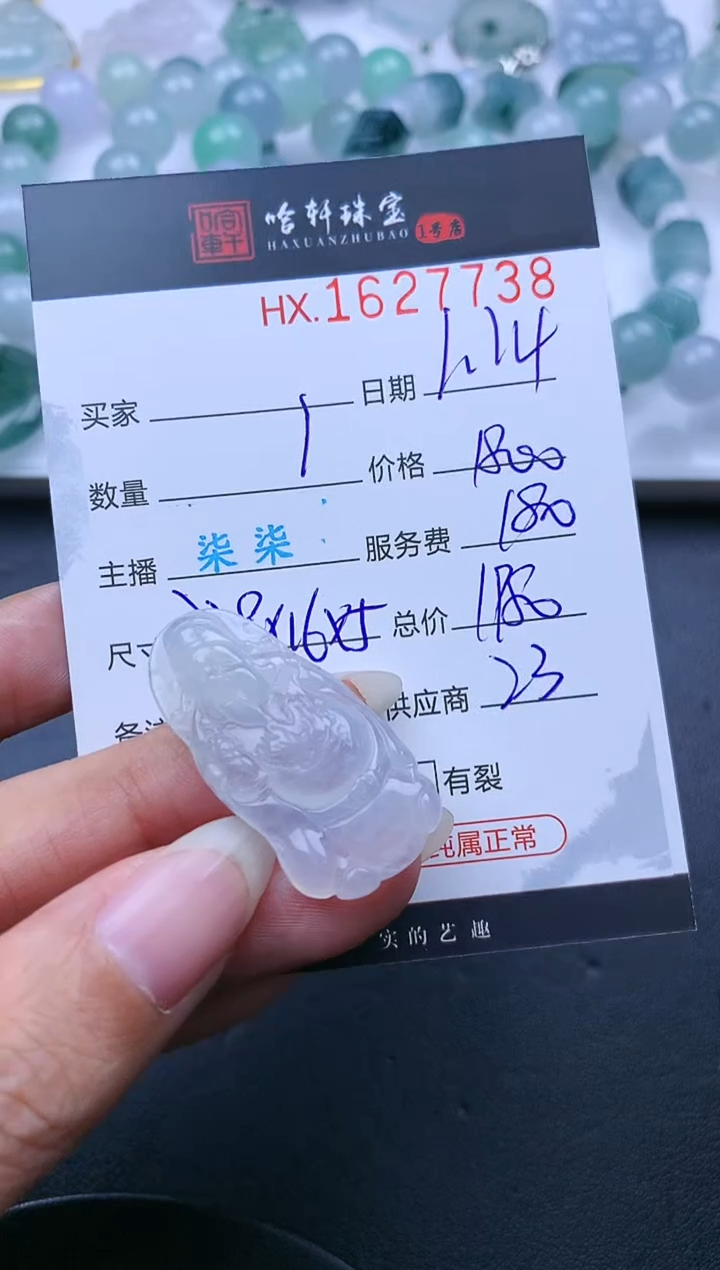 哈轩珠宝
HAXUANZHUBAO 1号店
HX.1627738
买家 日期 1.14
数量 1 价格 1800
主播 柒柒 服务费 180
尺寸 8x16x5 总价 1980
供应商 23
有裂
纯属正常
实的艺趣